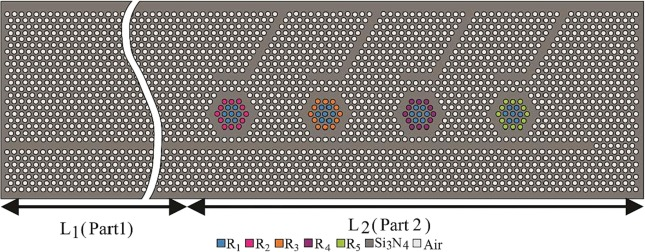 L1(Part1)
L2(Part 2)
R1 R2 R3 R4 R5 Si3N4 Air